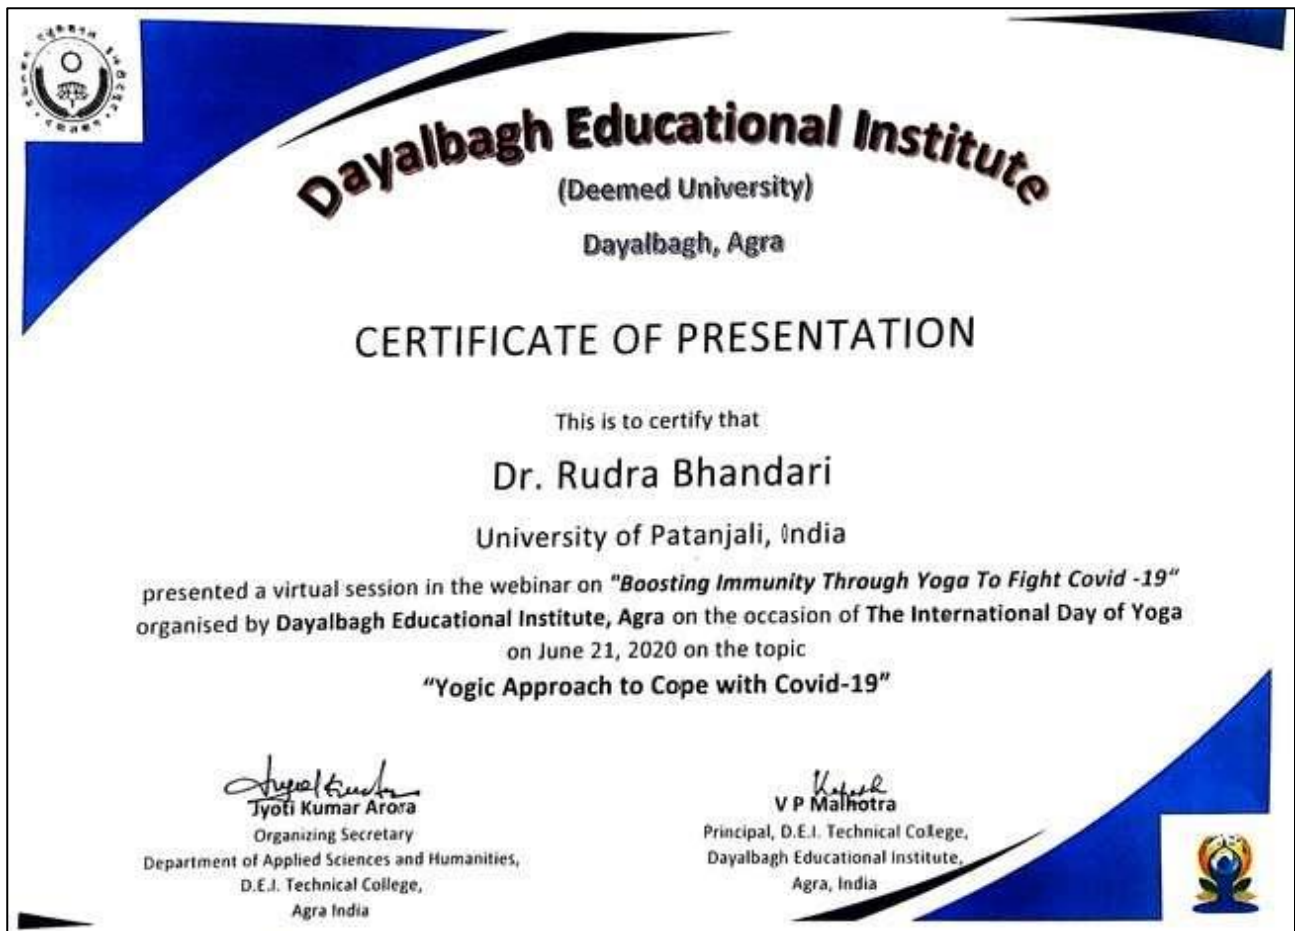 Dayalbagh Educational Institute
(Deemed University)
Dayalbagh, Agra
CERTIFICATE OF PRESENTATION
This is to certify that
Dr. Rudra Bhandari
University of Patanjali, India
presented a virtual session in the webinar on "Boosting Immunity Through Yoga To Fight Covid -19"
organised by Dayalbagh Educational Institute, Agra on the occasion of The International Day of Yoga
on June 21, 2020 on the topic
"Yogic Approach to Cope with Covid-19"
Jyoti Kumar Arora
Organizing Secretary
Department of Applied Sciences and Humanities,
D.E.I. Technical College,
Agra India
V P Malhotra
Principal, D.E.I. Technical College,
Dayalbagh Educational Institute,
Agra, India